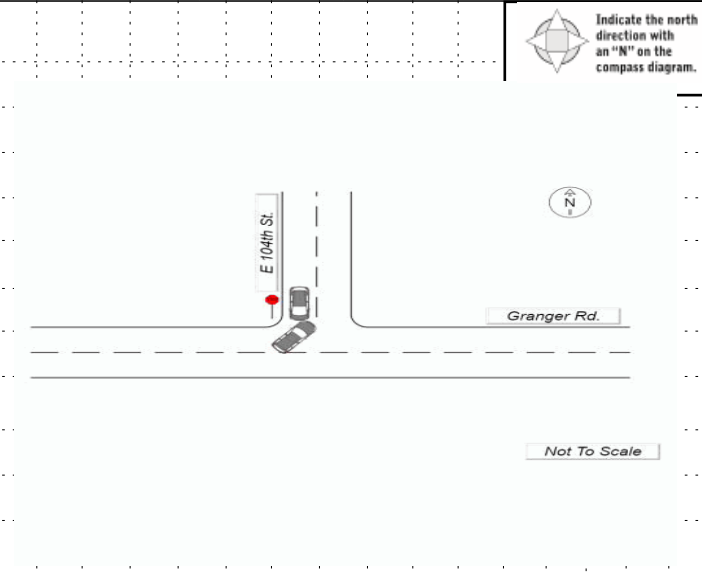 Indicate the north
direction with
an “N” on the
compass diagram.
E 104th St.
N
Granger Rd.
Not To Scale